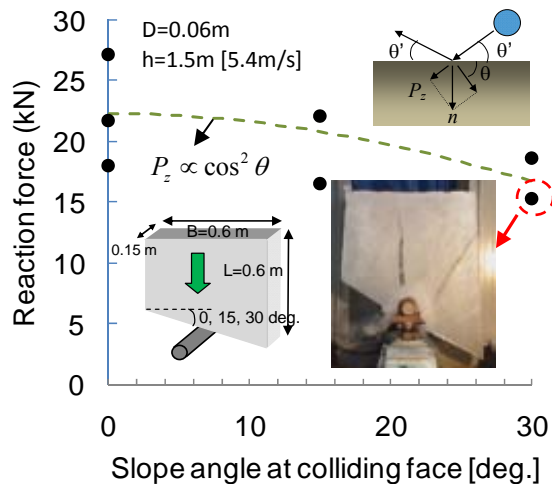 D=0.06m
h=1.5m [5.4m/s]
θ'
θ'
θ
P_z
n
P_z ∝ cos² θ
0.15 m
B=0.6 m
L=0.6 m
0, 15, 30 deg.
Reaction force (kN)
30
25
20
15
10
5
0
0
10
20
30
Slope angle at colliding face [deg.]